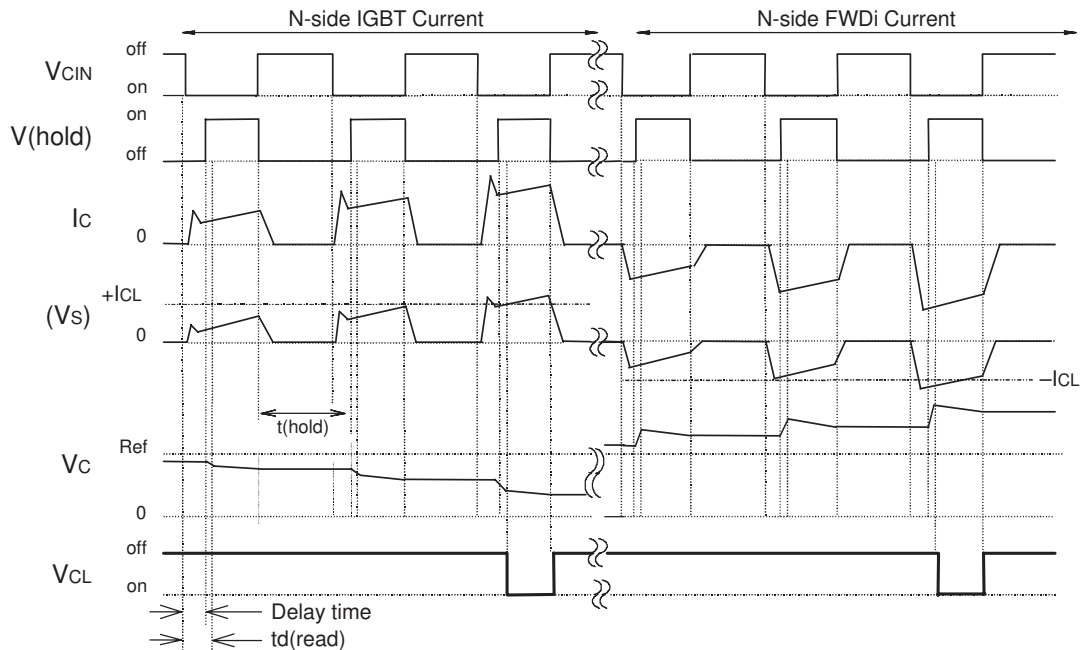 N-side IGBT Current
N-side FWDi Current
VCIN
off
on
V(hold)
on
off
IC
0
+ICL
(VS)
0
–ICL
t(hold)
Ref
VC
0
off
VCL
on
Delay time
td(read)